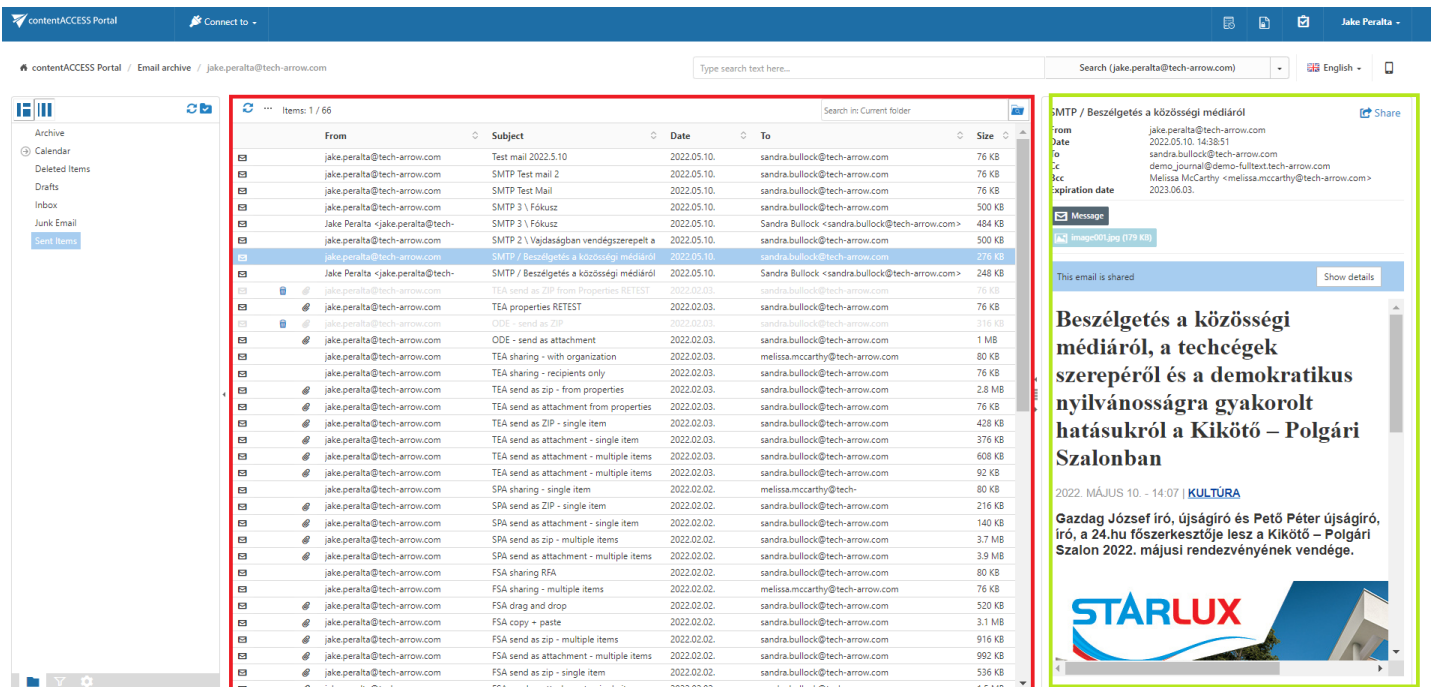 contentACCESS Portal
Connect to
Jake Peralta
contentACCESS Portal / Email archive / jake.peralta@tech-arrow.com
Type search text here...
Search (jake.peralta@tech-arrow.com)
English
Archive
Calendar
Deleted Items
Drafts
Inbox
Junk Email
Sent Items
Items: 1 / 66
Search in: Current folder
From Subject Date To Size
jake.peralta@tech-arrow.com Test mail 2022.5.10 2022.05.10. sandra.bullock@tech-arrow.com 76 KB
jake.peralta@tech-arrow.com SMTP Test mail 2 2022.05.10. sandra.bullock@tech-arrow.com 76 KB
jake.peralta@tech-arrow.com SMTP Test Mail 2022.05.10. sandra.bullock@tech-arrow.com 76 KB
jake.peralta@tech-arrow.com SMTP 3 \ Fókusz 2022.05.10. sandra.bullock@tech-arrow.com 500 KB
Jake Peralta <jake.peralta@tech- SMTP 3 \ Fókusz 2022.05.10. Sandra Bullock <sandra.bullock@tech-arrow.com> 484 KB
jake.peralta@tech-arrow.com SMTP 2 \ Vajdaságban vendégszerepelt a 2022.05.10. sandra.bullock@tech-arrow.com 500 KB
jake.peralta@tech-arrow.com SMTP / Beszélgetés a közösségi médiáról 2022.05.10. sandra.bullock@tech-arrow.com 276 KB
Jake Peralta <jake.peralta@tech- SMTP / Beszélgetés a közösségi médiáról 2022.05.10. Sandra Bullock <sandra.bullock@tech-arrow.com> 248 KB
jake.peralta@tech-arrow.com TEA send as ZIP from Properties RETEST 2022.02.03. sandra.bullock@tech-arrow.com 76 KB
jake.peralta@tech-arrow.com TEA properties RETEST 2022.02.03. sandra.bullock@tech-arrow.com 76 KB
jake.peralta@tech-arrow.com ODE - send as ZIP 2022.02.03. sandra.bullock@tech-arrow.com 316 KB
jake.peralta@tech-arrow.com ODE - send as attachment 2022.02.03. sandra.bullock@tech-arrow.com 1 MB
jake.peralta@tech-arrow.com TEA sharing - with organization 2022.02.03. melissa.mccarthy@tech-arrow.com 80 KB
jake.peralta@tech-arrow.com TEA sharing - recipients only 2022.02.03. sandra.bullock@tech-arrow.com 76 KB
jake.peralta@tech-arrow.com TEA send as zip - from properties 2022.02.03. sandra.bullock@tech-arrow.com 2.8 MB
jake.peralta@tech-arrow.com TEA send as attachment from properties 2022.02.03. sandra.bullock@tech-arrow.com 76 KB
jake.peralta@tech-arrow.com TEA send as ZIP - single item 2022.02.03. sandra.bullock@tech-arrow.com 428 KB
jake.peralta@tech-arrow.com TEA send as attachment - single item 2022.02.03. sandra.bullock@tech-arrow.com 376 KB
jake.peralta@tech-arrow.com TEA send as attachment - multiple items 2022.02.03. sandra.bullock@tech-arrow.com 608 KB
jake.peralta@tech-arrow.com TEA send as attachment - multiple items 2022.02.03. sandra.bullock@tech-arrow.com 92 KB
jake.peralta@tech-arrow.com SPA sharing - single item 2022.02.02. melissa.mccarthy@tech- 80 KB
jake.peralta@tech-arrow.com SPA send as ZIP - single item 2022.02.02. sandra.bullock@tech-arrow.com 216 KB
jake.peralta@tech-arrow.com SPA send as attachment - single item 2022.02.02. sandra.bullock@tech-arrow.com 140 KB
jake.peralta@tech-arrow.com SPA send as zip - multiple items 2022.02.02. sandra.bullock@tech-arrow.com 3.7 MB
jake.peralta@tech-arrow.com SPA send as attachment - multiple items 2022.02.02. sandra.bullock@tech-arrow.com 3.9 MB
jake.peralta@tech-arrow.com FSA sharing RFA 2022.02.02. sandra.bullock@tech-arrow.com 80 KB
jake.peralta@tech-arrow.com FSA sharing - multiple items 2022.02.02. melissa.mccarthy@tech-arrow.com 76 KB
jake.peralta@tech-arrow.com FSA drag and drop 2022.02.02. sandra.bullock@tech-arrow.com 520 KB
jake.peralta@tech-arrow.com FSA copy + paste 2022.02.02. sandra.bullock@tech-arrow.com 3.1 MB
jake.peralta@tech-arrow.com FSA send as zip - multiple items 2022.02.02. sandra.bullock@tech-arrow.com 916 KB
jake.peralta@tech-arrow.com FSA send as attachment - multiple items 2022.02.02. sandra.bullock@tech-arrow.com 992 KB
jake.peralta@tech-arrow.com FSA send as zip - single item 2022.02.02. sandra.bullock@tech-arrow.com 536 KB
SMTP / Beszélgetés a közösségi médiáról Share
From jake.peralta@tech-arrow.com
Date 2022.05.10. 14:38:51
To sandra.bullock@tech-arrow.com
Cc demo_journal@demo-fulltext.tech-arrow.com
Bcc Melissa McCarthy <melissa.mccarthy@tech-arrow.com>
Expiration date 2023.06.03.
Message
image001.jpg (179 KB)
This email is shared Show details
Beszélgetés a közösségi
médiáról, a techcégek
szerepéről és a demokratikus
nyilvánosságra gyakorolt
hatásukról a Kikötő – Polgári
Szalonban
2022. MÁJUS 10. - 14:07 | KULTÚRA
Gazdag József író, újságíró és Pető Péter újságíró,
író, a 24.hu főszerkesztője lesz a Kikötő – Polgári
Szalon 2022. májusi rendezvényének vendége.
STARLUX